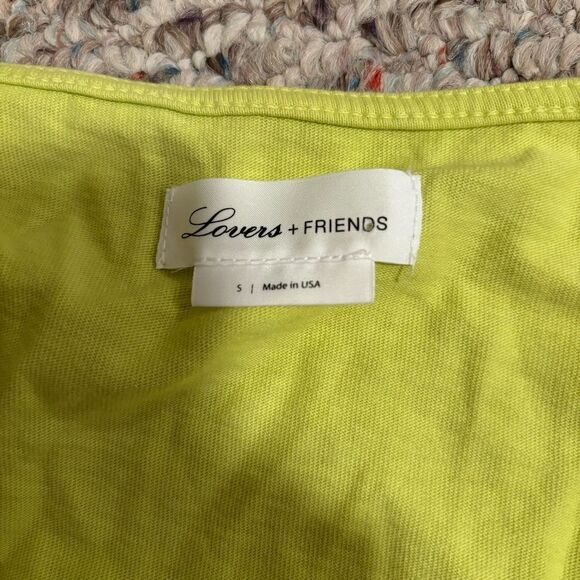 Lovers + FRIENDS
S | Made in USA